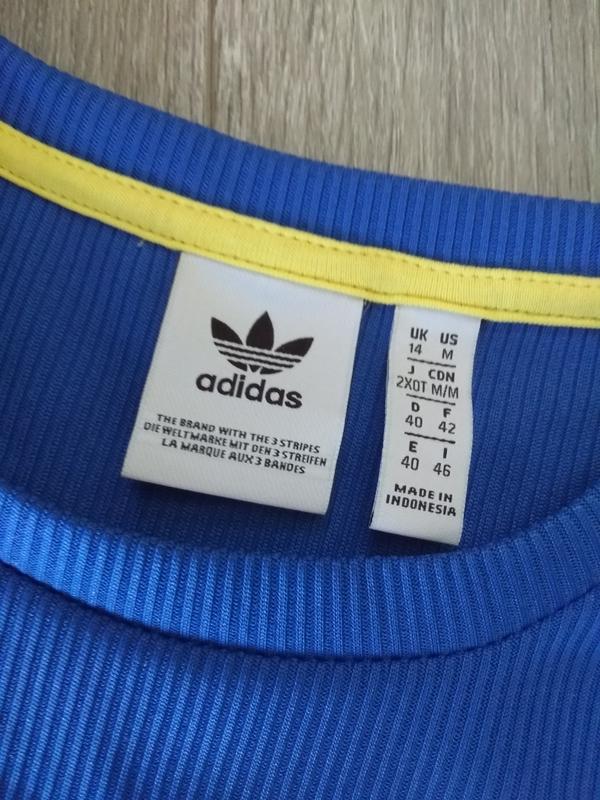 adidas
THE BRAND WITH THE 3 STRIPES
DIE WELTMARKE MIT DEN 3 STREIFEN
LA MARQUE AUX 3 BANDES
UK US
14 M
J CDN
2XOT M/M
D F
40 42
E I
40 46
MADE IN
INDONESIA